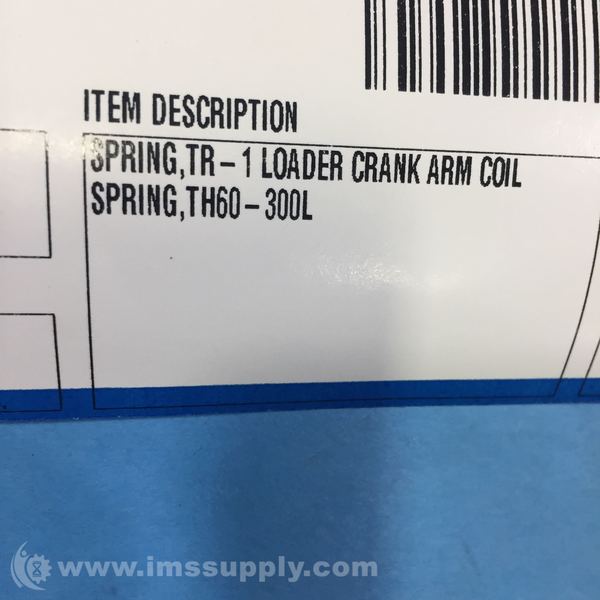 ITEM DESCRIPTION
SPRING,TR-1 LOADER CRANK ARM COIL
SPRING,TH60-300L
www.imssupply.com